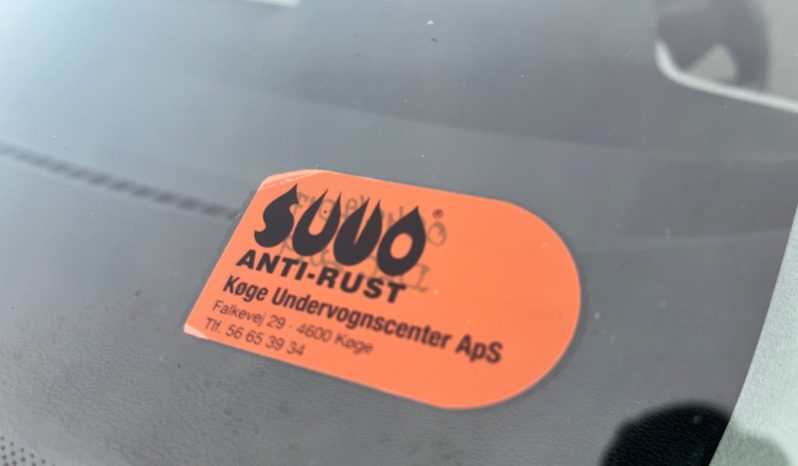 SUVO®
ANTI-RUST
Køge Undervognscenter ApS
Falkevej 29 - 4600 Køge
Tlf. 56 65 39 34